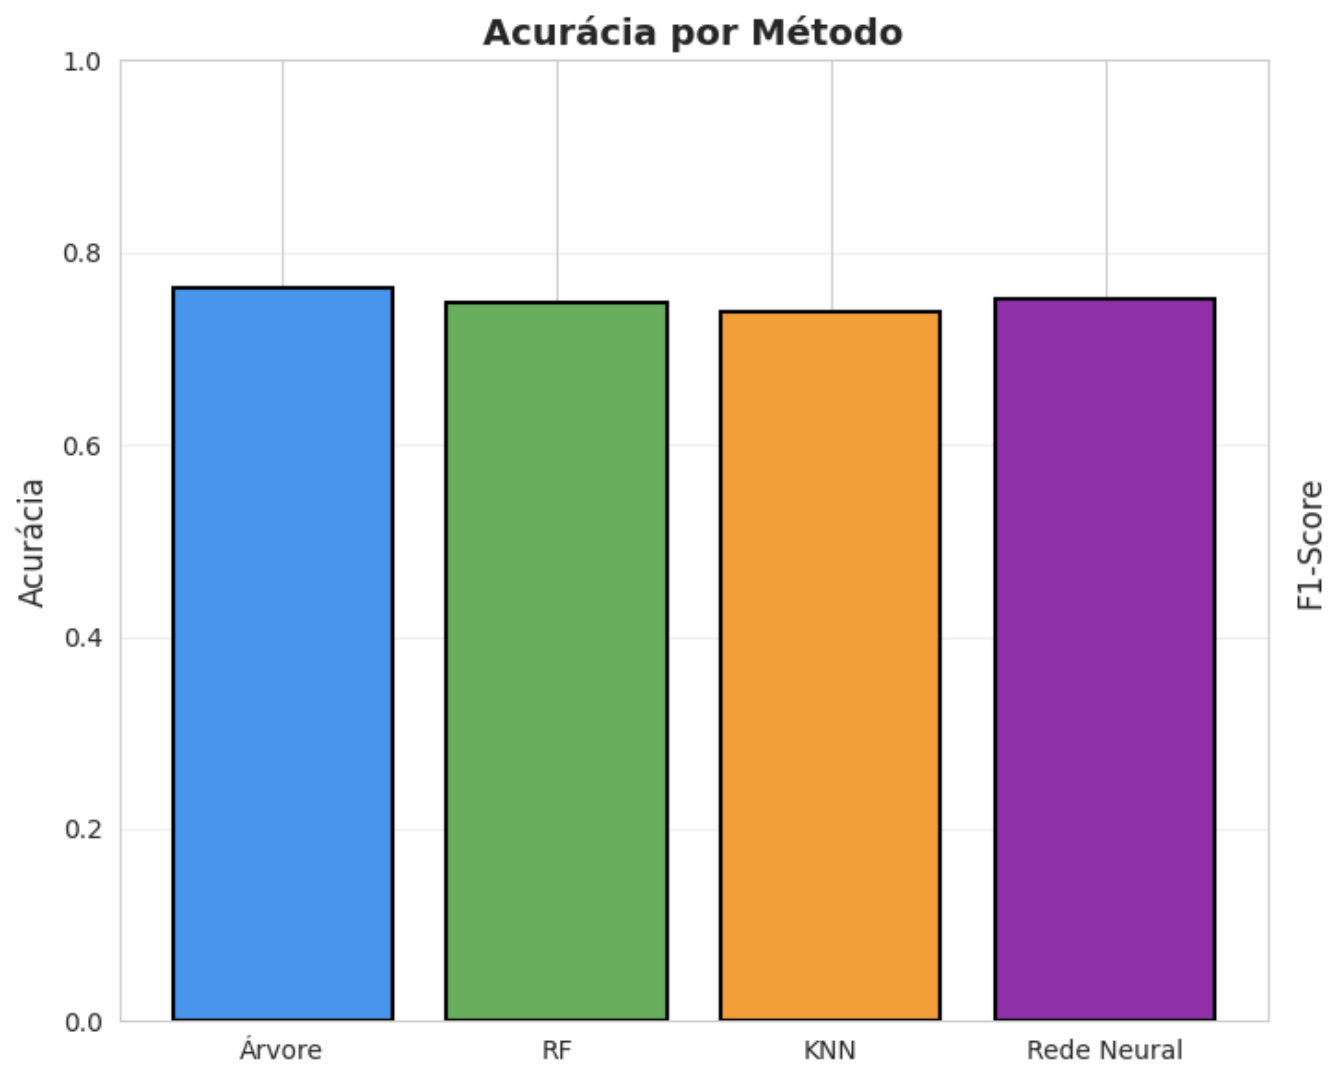 Acurácia por Método
1.0
0.8
0.6
0.4
0.2
0.0
Acurácia
F1-Score
Árvore
RF
KNN
Rede Neural